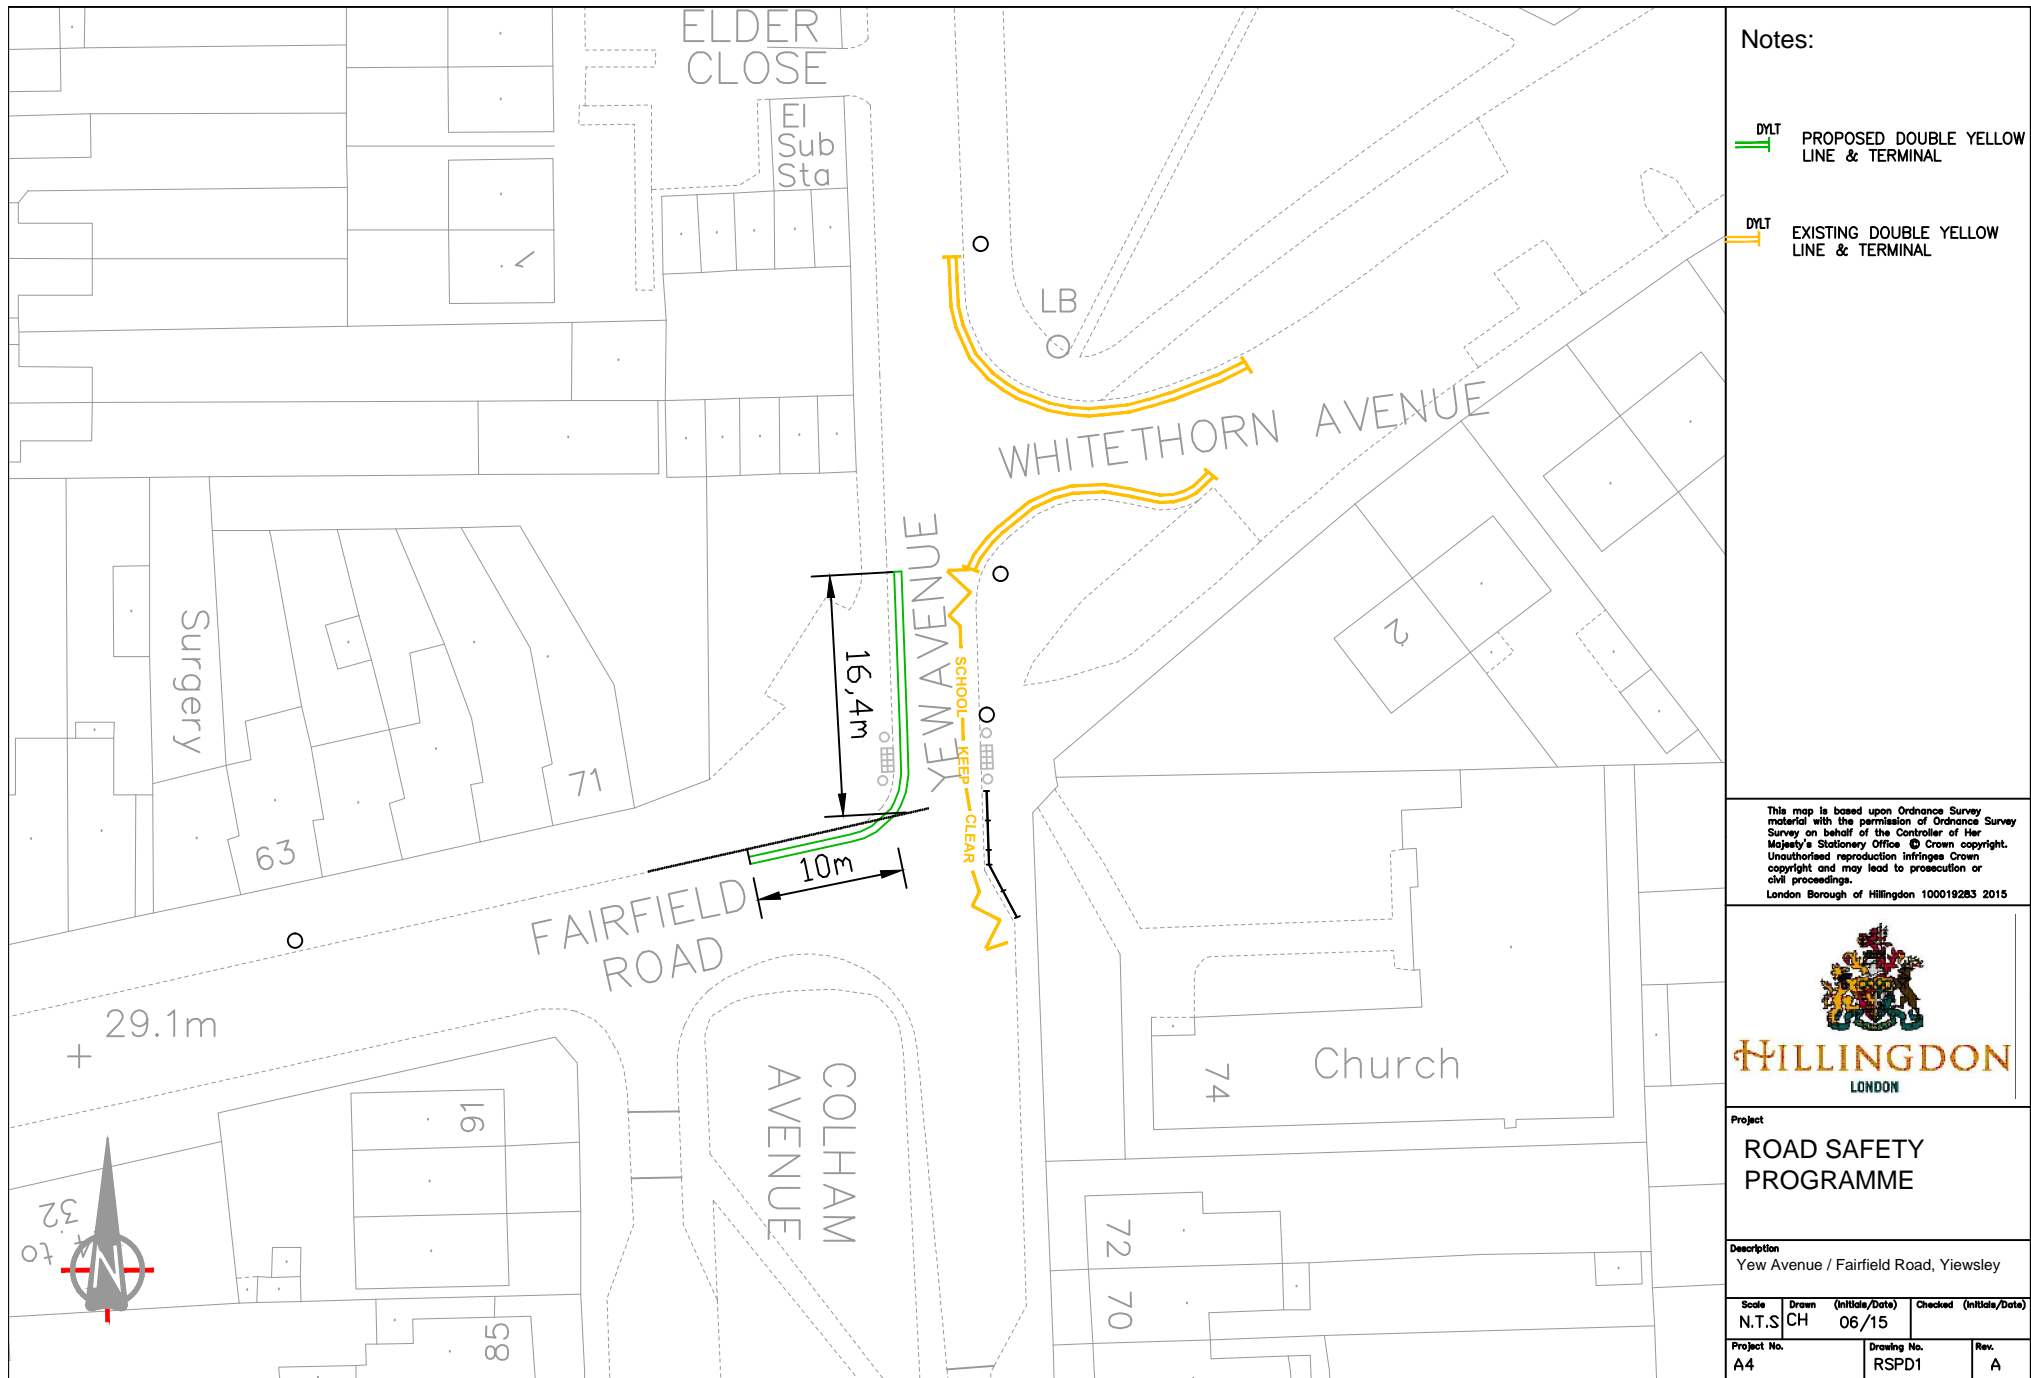 ELDER
CLOSE
El
Sub
Sta
LB
WHITETHORN AVENUE
YEW AVENUE
16,4m
SCHOOL KEEP CLEAR
Surgery
71
63
2
10m
FAIRFIELD
ROAD
29.1m
COLHAM
AVENUE
Church
74
91
32
to
N
72
70
85
Notes:
DYLT
PROPOSED DOUBLE YELLOW
LINE & TERMINAL
DYLT
EXISTING DOUBLE YELLOW
LINE & TERMINAL
This map is based upon Ordnance Survey
material with the permission of Ordnance Survey
Survey on behalf of the Controller of Her
Majesty's Stationery Office © Crown copyright.
Unauthorised reproduction infringes Crown
copyright and may lead to prosecution or
civil proceedings.
London Borough of Hillingdon 100019283 2015
HILLINGDON
LONDON
Project
ROAD SAFETY
PROGRAMME
Description
Yew Avenue / Fairfield Road, Yiewsley
Scale Drawn (Initials/Date) Checked (Initials/Date)
N.T.S CH 06/15
Project No. Drawing No. Rev.
A4 RSPD1 A